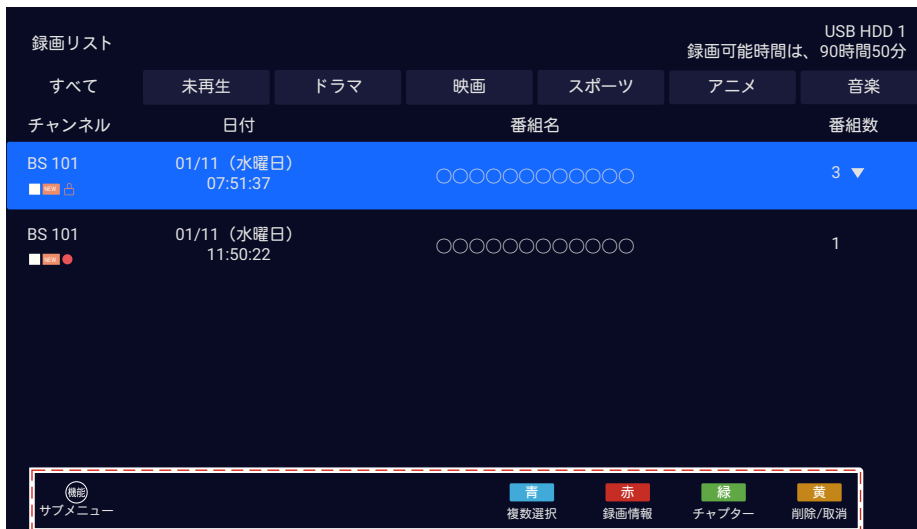 録画リスト
USB HDD 1
録画可能時間は、90時間50分
すべて 未再生 ドラマ 映画 スポーツ アニメ 音楽
チャンネル 日付 番組名 番組数
BS 101 01/11（水曜日） 07:51:37 ○○○○○○○○○○○○ 3 ▼
NEW
BS 101 01/11（水曜日） 11:50:22 ○○○○○○○○○○○○ 1
NEW
機能 青 赤 緑 黄
サブメニュー 複数選択 録画情報 チャプター 削除/取消